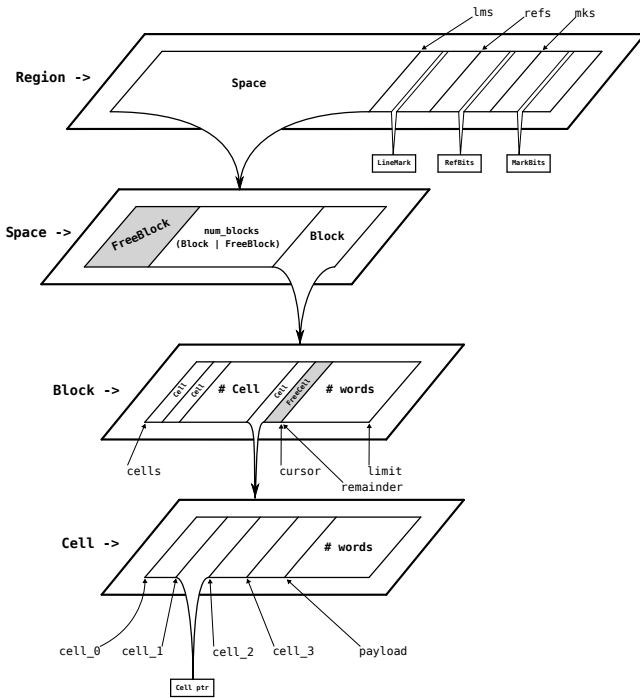 lms refs mks
Region ->
Space
LineMark RefBits MarkBits
Space ->
FreeBlock
num_blocks
(Block | FreeBlock)
Block
Block ->
Cell
Cell
# Cell
Cell
FreeCell
# words
cells
cursor
limit
remainder
Cell ->
# words
cell_0
cell_1
cell_2
cell_3
payload
Cell ptr